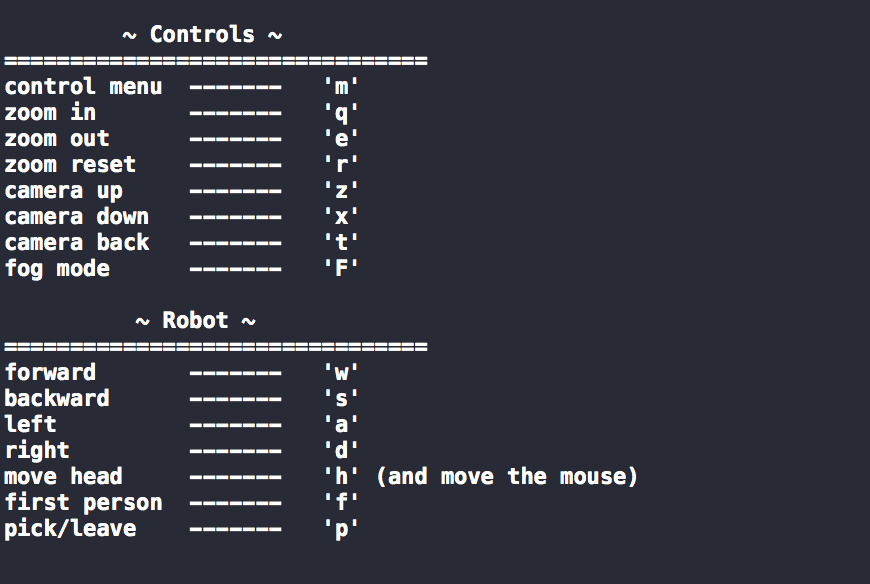 ~ Controls ~
================================
control menu  -------   'm'
zoom in       -------   'q'
zoom out      -------   'e'
zoom reset    -------   'r'
camera up     -------   'z'
camera down   -------   'x'
camera back   -------   't'
fog mode      -------   'F'
~ Robot ~
================================
forward       -------   'w'
backward      -------   's'
left          -------   'a'
right         -------   'd'
move head     -------   'h' (and move the mouse)
first person  -------   'f'
pick/leave    -------   'p'